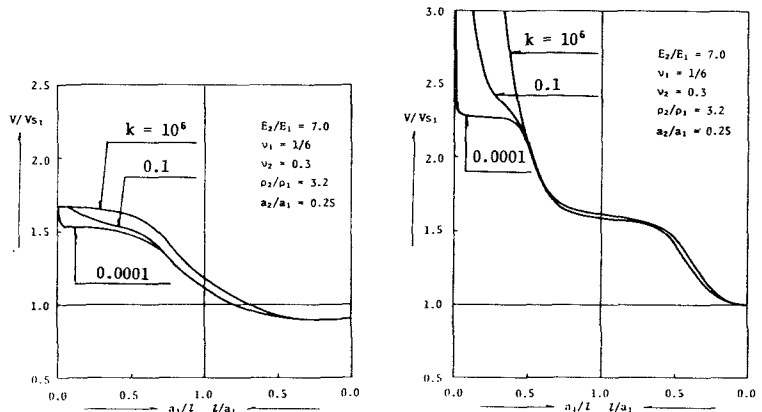 2.5
2.0
1.5
1.0
0.5
V/Vs₁
k = 10⁶
0.1
0.0001
E₂/E₁ = 7.0
ν₁ = 1/6
ν₂ = 0.3
ρ₂/ρ₁ = 3.2
a₂/a₁ = 0.25
0.0 0.5 1.0 0.5 0.0
a₁/l l/a₁
3.0
2.5
2.0
1.5
1.0
0.5
V/Vs₁
k = 10⁶
0.1
0.0001
E₂/E₁ = 7.0
ν₁ = 1/6
ν₂ = 0.3
ρ₂/ρ₁ = 3.2
a₂/a₁ = 0.25
0.0 0.5 1.0 0.5 0.0
a₁/l l/a₁